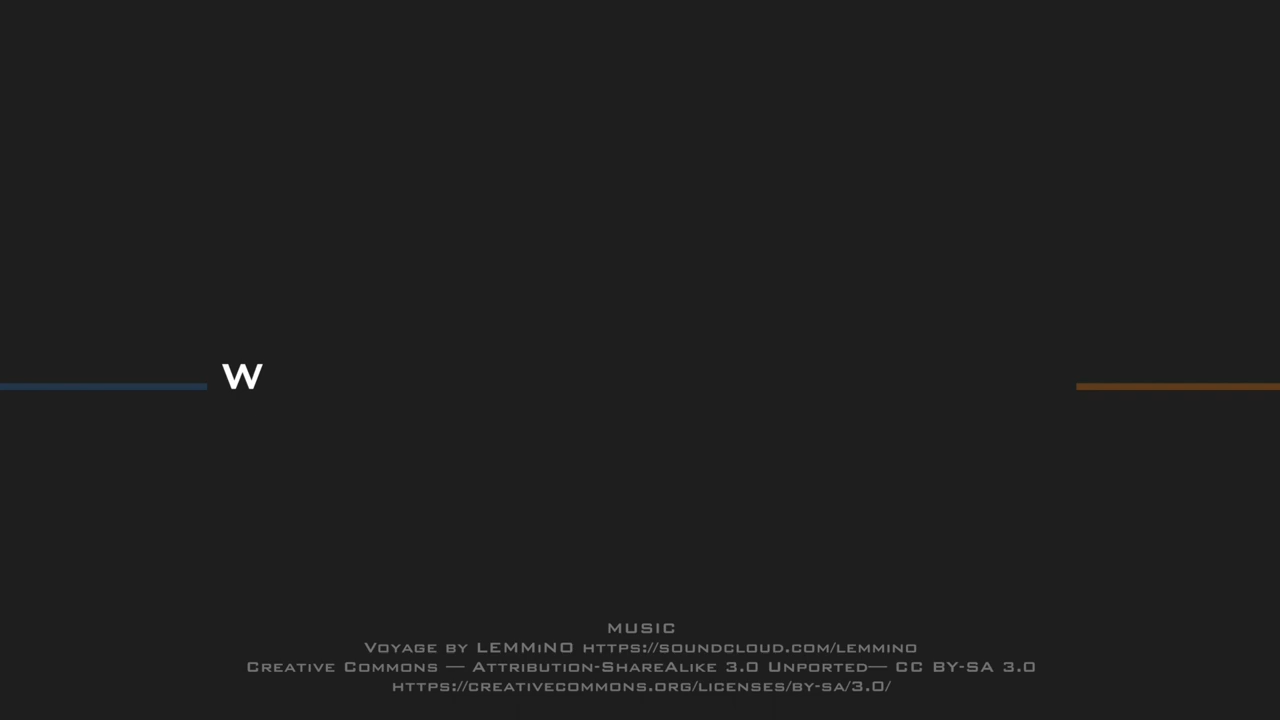 W
MUSIC
Voyage by LEMMiNO https://soundcloud.com/lemmino
Creative Commons — Attribution-ShareAlike 3.0 Unported— CC BY-SA 3.0
https://creativecommons.org/licenses/by-sa/3.0/